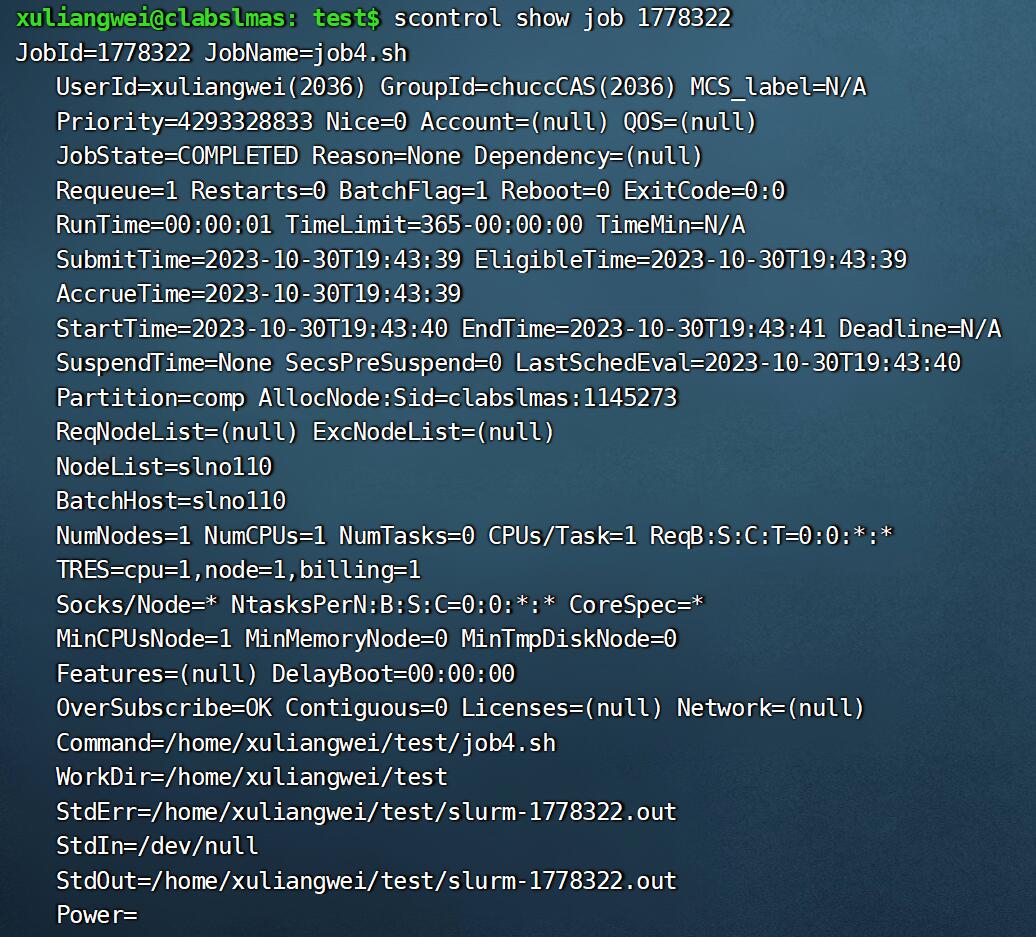 xuliangwei@clabslmas: test$ scontrol show job 1778322
JobId=1778322 JobName=job4.sh
UserId=xuliangwei(2036) GroupId=chuccCAS(2036) MCS_label=N/A
Priority=4293328833 Nice=0 Account=(null) QOS=(null)
JobState=COMPLETED Reason=None Dependency=(null)
Requeue=1 Restarts=0 BatchFlag=1 Reboot=0 ExitCode=0:0
RunTime=00:00:01 TimeLimit=365-00:00:00 TimeMin=N/A
SubmitTime=2023-10-30T19:43:39 EligibleTime=2023-10-30T19:43:39
AccrueTime=2023-10-30T19:43:39
StartTime=2023-10-30T19:43:40 EndTime=2023-10-30T19:43:41 Deadline=N/A
SuspendTime=None SecsPreSuspend=0 LastSchedEval=2023-10-30T19:43:40
Partition=comp AllocNode:Sid=clabslmas:1145273
ReqNodeList=(null) ExcNodeList=(null)
NodeList=slno110
BatchHost=slno110
NumNodes=1 NumCPUs=1 NumTasks=0 CPUs/Task=1 ReqB:S:C:T=0:0:*:*
TRES=cpu=1,node=1,billing=1
Socks/Node=* NtasksPerN:B:S:C=0:0:*:* CoreSpec=*
MinCPUsNode=1 MinMemoryNode=0 MinTmpDiskNode=0
Features=(null) DelayBoot=00:00:00
OverSubscribe=OK Contiguous=0 Licenses=(null) Network=(null)
Command=/home/xuliangwei/test/job4.sh
WorkDir=/home/xuliangwei/test
StdErr=/home/xuliangwei/test/slurm-1778322.out
StdIn=/dev/null
StdOut=/home/xuliangwei/test/slurm-1778322.out
Power=